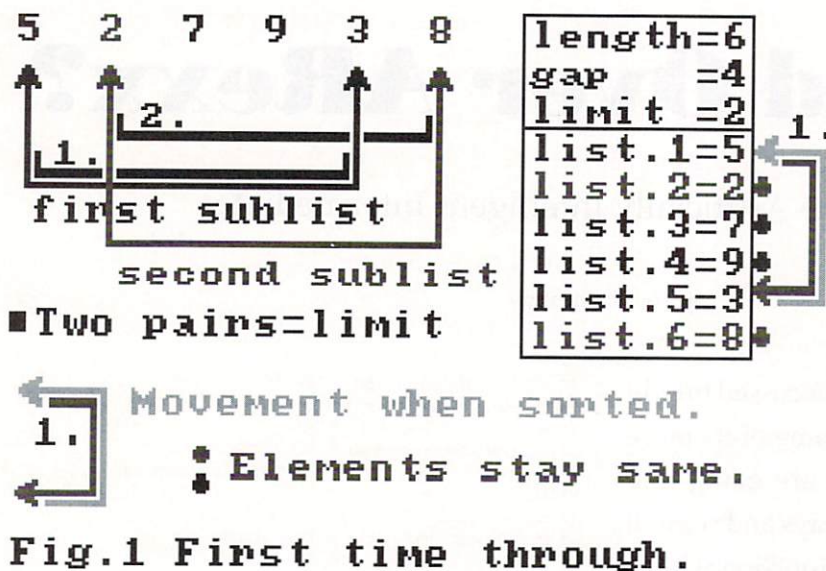 5 2 7 9 3 8
2.
1.
first sublist
second sublist
■Two pairs=limit
length=6
gap =4
limit =2
1.
list.1=5
list.2=2
list.3=7
list.4=9
list.5=3
list.6=8
Movement when sorted.
1.
Elements stay same.
Fig.1 First time through.